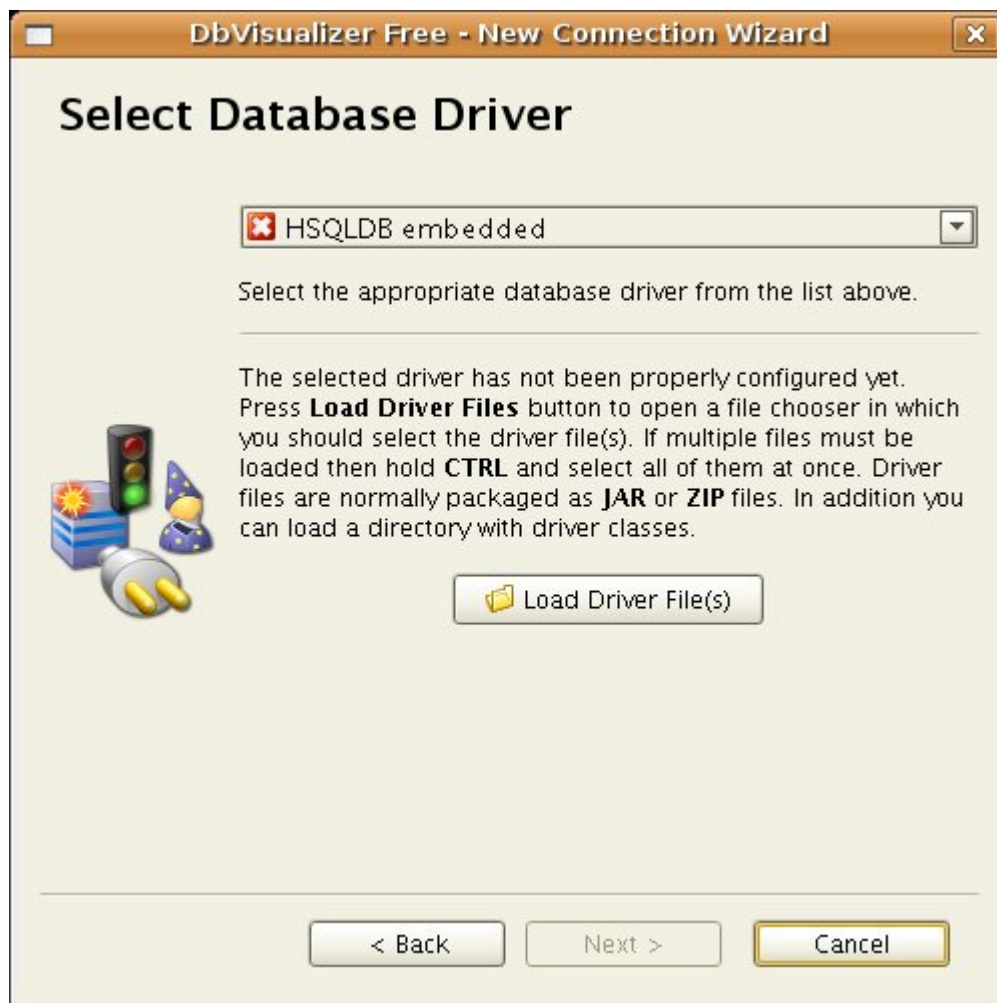 DbVisualizer Free - New Connection Wizard
Select Database Driver
HSQLDB embedded
Select the appropriate database driver from the list above.
The selected driver has not been properly configured yet.
Press Load Driver Files button to open a file chooser in which
you should select the driver file(s). If multiple files must be
loaded then hold CTRL and select all of them at once. Driver
files are normally packaged as JAR or ZIP files. In addition you
can load a directory with driver classes.
Load Driver File(s)
< Back
Next >
Cancel